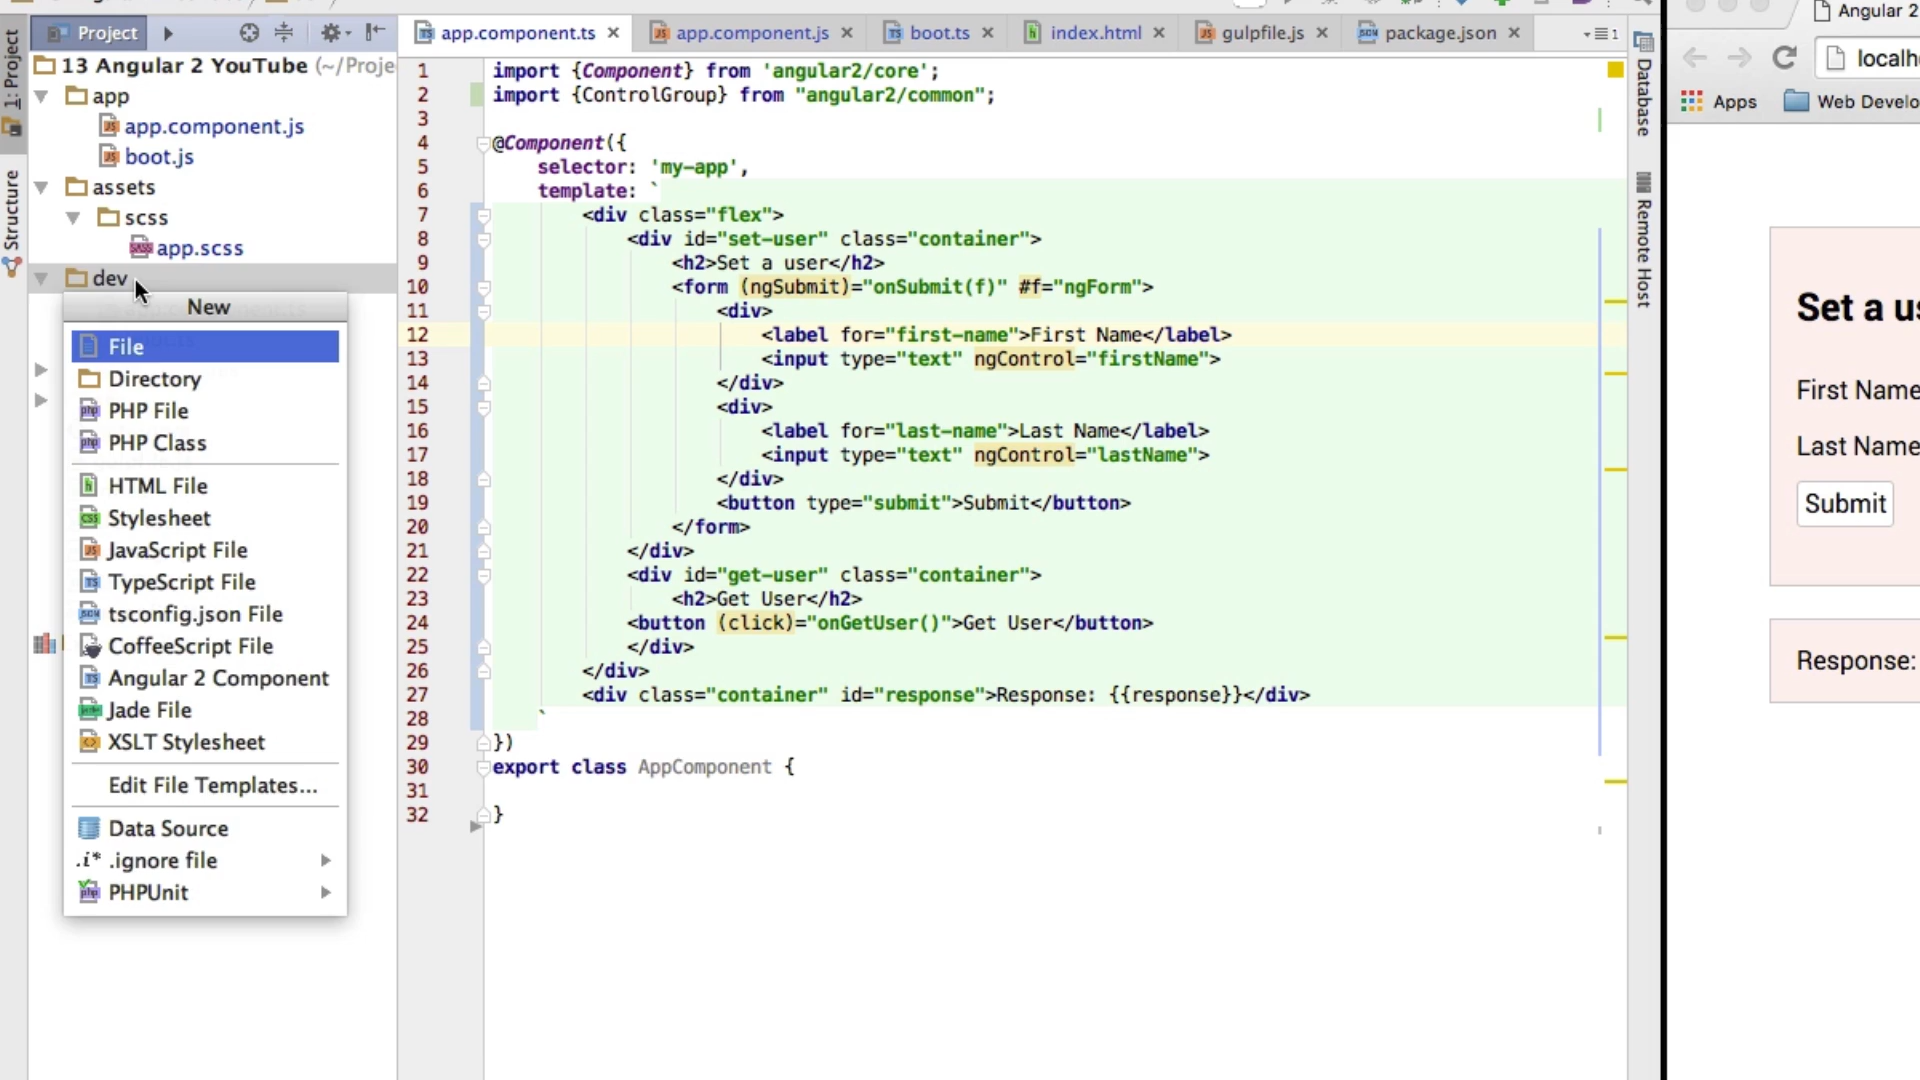 Project
app.component.ts
app.component.js
boot.ts
index.html
gulpfile.js
package.json
1
Angular 2
13 Angular 2 YouTube (~/Proje
app
app.component.js
boot.js
assets
scss
app.scss
dev
New
File
Directory
PHP File
PHP Class
HTML File
Stylesheet
JavaScript File
TypeScript File
tsconfig.json File
CoffeeScript File
Angular 2 Component
Jade File
XSLT Stylesheet
Edit File Templates...
Data Source
.i* .ignore file
PHPUnit
1: Project
Structure
1 import {Component} from 'angular2/core';
2 import {ControlGroup} from "angular2/common";
3
4 @Component({
5 selector: 'my-app',
6 template: `
7 <div class="flex">
8 <div id="set-user" class="container">
9 <h2>Set a user</h2>
10 <form (ngSubmit)="onSubmit(f)" #f="ngForm">
11 <div>
12 <label for="first-name">First Name</label>
13 <input type="text" ngControl="firstName">
14 </div>
15 <div>
16 <label for="last-name">Last Name</label>
17 <input type="text" ngControl="lastName">
18 </div>
19 <button type="submit">Submit</button>
20 </form>
21 </div>
22 <div id="get-user" class="container">
23 <h2>Get User</h2>
24 <button (click)="onGetUser()">Get User</button>
25 </div>
26 </div>
27 <div class="container" id="response">Response: {{response}}</div>
28 `
29 })
30 export class AppComponent {
31
32 }
Database
Remote Host
localh
Apps
Web Develo
Set a us
First Name
Last Name
Submit
Response: